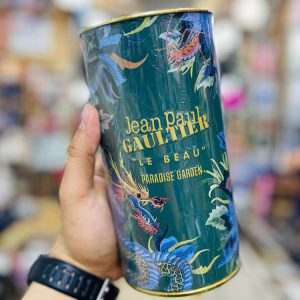 Jean Paul
GAULTIER
"LE BEAU"
PARADISE GARDEN